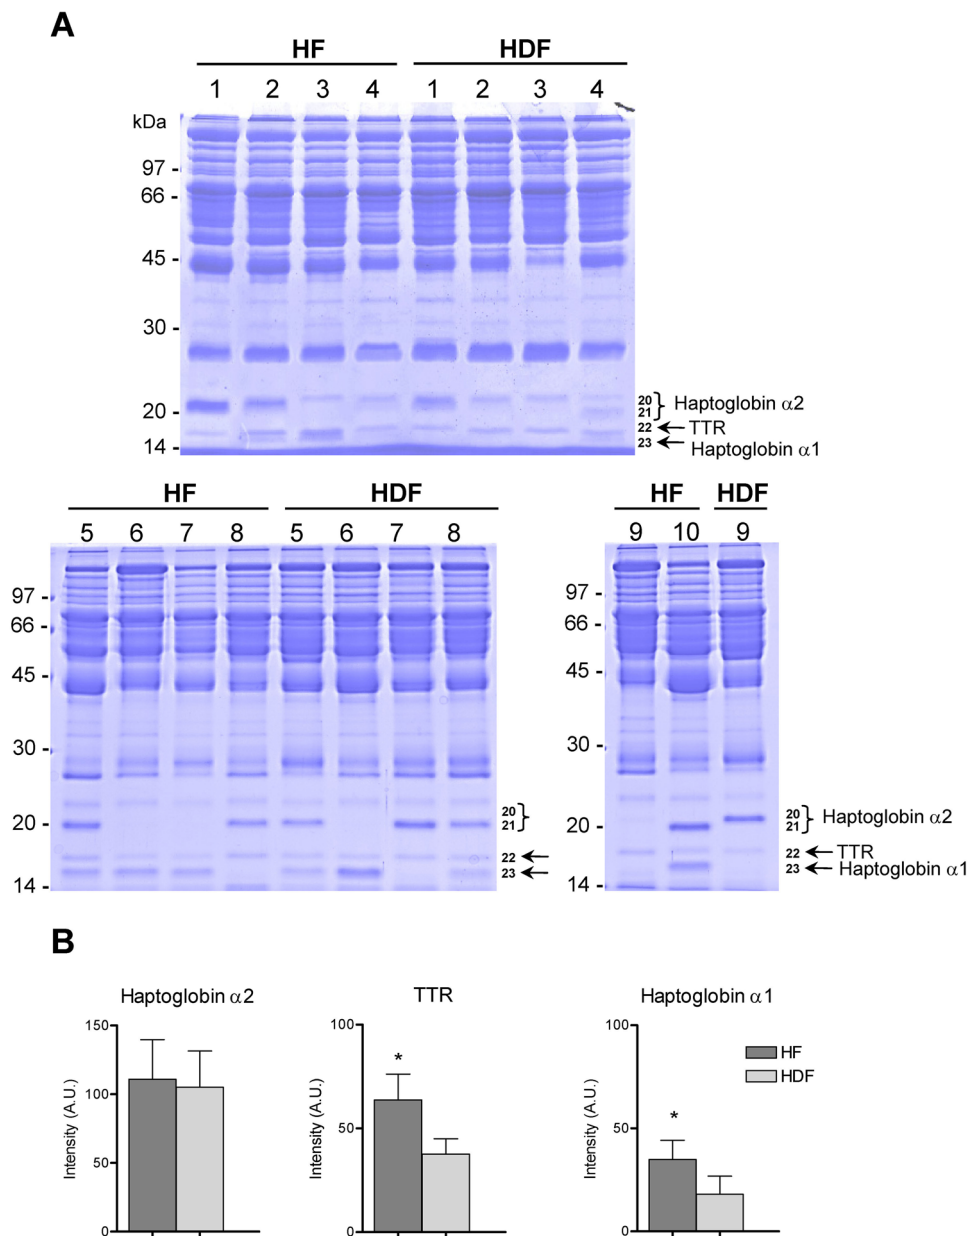 A
HF HDF
1 2 3 4 1 2 3 4
kDa
97 -
66 -
45 -
30 -
20 -
14 -
20
21
} Haptoglobin α2
22 ← TTR
23 ← Haptoglobin α1
HF HDF
5 6 7 8 5 6 7 8
97 -
66 -
45 -
30 -
20 -
14 -
20
21
}
22 ←
23 ←
HF HDF
9 10 9
97 -
66 -
45 -
30 -
20 -
14 -
20
21
} Haptoglobin α2
22 ← TTR
23 ← Haptoglobin α1
B
Haptoglobin α2
Intensity (A.U.)
150
100
50
0
TTR
Intensity (A.U.)
100
50
0
*
Haptoglobin α1
Intensity (A.U.)
100
50
0
*
HF
HDF